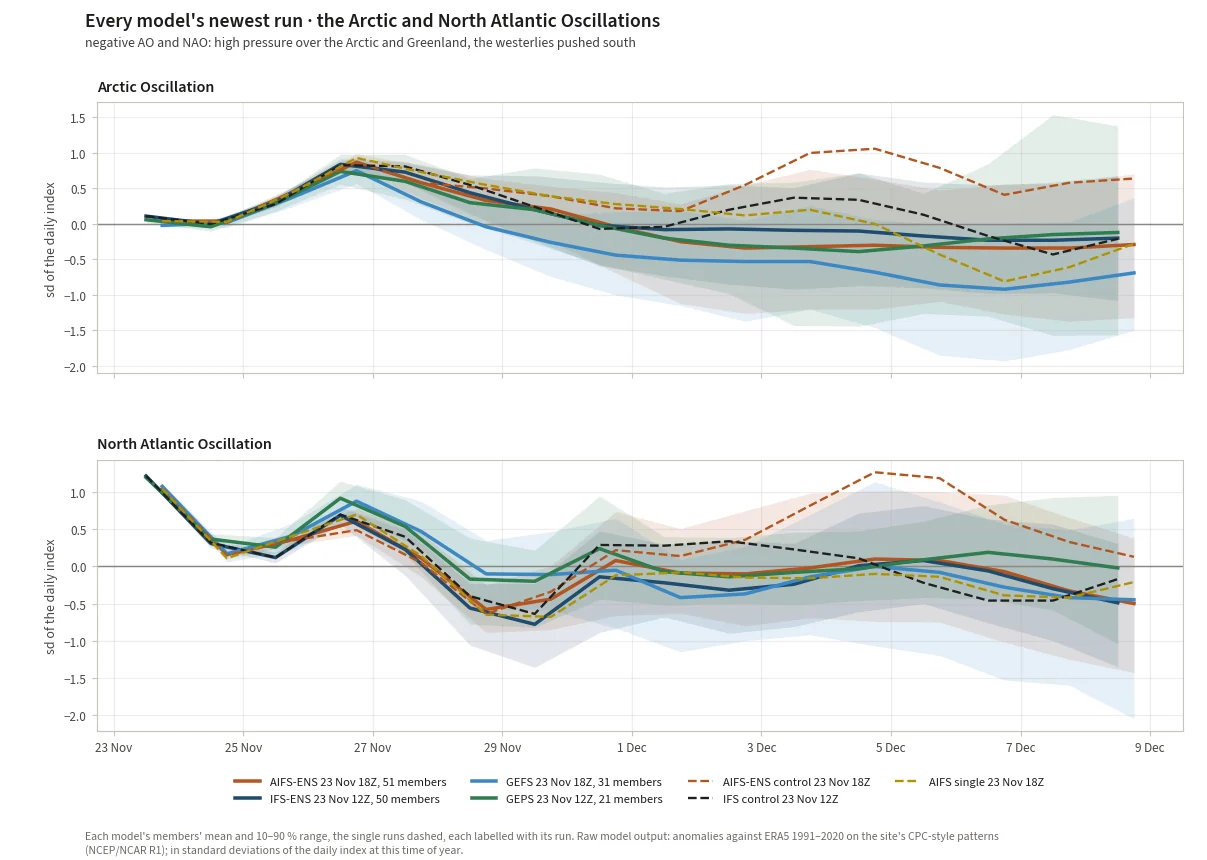 Every model's newest run · the Arctic and North Atlantic Oscillations
negative AO and NAO: high pressure over the Arctic and Greenland, the westerlies pushed south
Arctic Oscillation
sd of the daily index
1.5
1.0
0.5
0.0
−0.5
−1.0
−1.5
−2.0
North Atlantic Oscillation
sd of the daily index
1.0
0.5
0.0
−0.5
−1.0
−1.5
−2.0
23 Nov 25 Nov 27 Nov 29 Nov 1 Dec 3 Dec 5 Dec 7 Dec 9 Dec
AIFS-ENS 23 Nov 18Z, 51 members GEFS 23 Nov 18Z, 31 members AIFS-ENS control 23 Nov 18Z AIFS single 23 Nov 18Z
IFS-ENS 23 Nov 12Z, 50 members GEPS 23 Nov 12Z, 21 members IFS control 23 Nov 12Z
Each model's members' mean and 10–90 % range, the single runs dashed, each labelled with its run. Raw model output: anomalies against ERA5 1991–2020 on the site's CPC-style patterns
(NCEP/NCAR R1); in standard deviations of the daily index at this time of year.